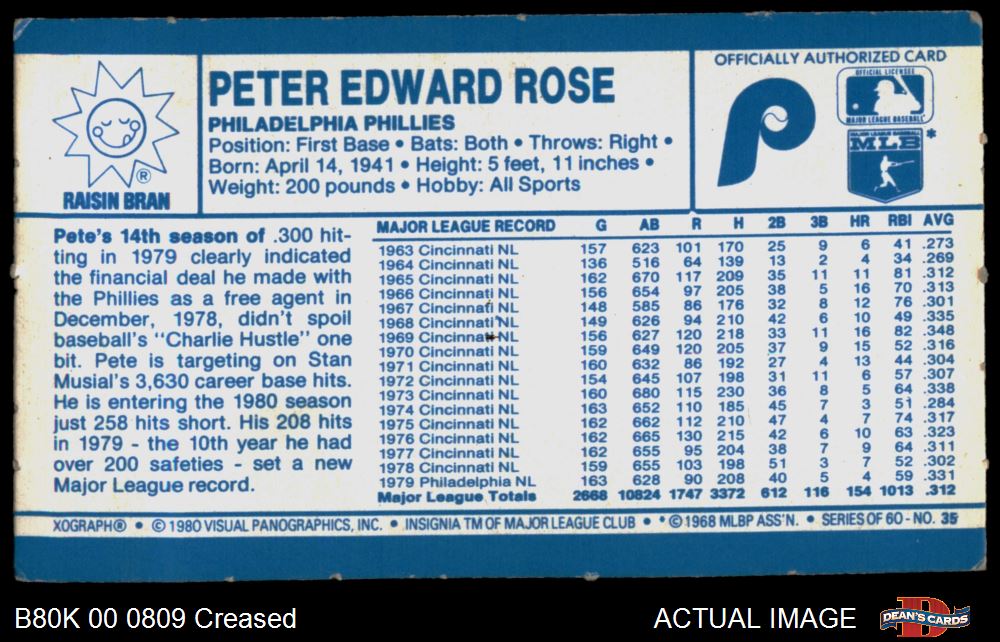 OFFICIALLY AUTHORIZED CARD
PETER EDWARD ROSE
PHILADELPHIA PHILLIES
Position: First Base • Bats: Both • Throws: Right •
Born: April 14, 1941 • Height: 5 feet, 11 inches •
Weight: 200 pounds • Hobby: All Sports
®
RAISIN BRAN
P
OFFICIAL LICENSEE
MAJOR LEAGUE BASEBALL
MAJOR LEAGUE BASEBALL
MLB *
Pete's 14th season of .300 hit-
ting in 1979 clearly indicated
the financial deal he made with
the Phillies as a free agent in
December, 1978, didn't spoil
baseball's "Charlie Hustle" one
bit. Pete is targeting on Stan
Musial's 3,630 career base hits.
He is entering the 1980 season
just 258 hits short. His 208 hits
in 1979 - the 10th year he had
over 200 safeties - set a new
Major League record.
MAJOR LEAGUE RECORD G AB R H 2B 3B HR RBI AVG
1963 Cincinnati NL 157 623 101 170 25 9 6 41 .273
1964 Cincinnati NL 136 516 64 139 13 2 4 34 .269
1965 Cincinnati NL 162 670 117 209 35 11 11 81 .312
1966 Cincinnati NL 156 654 97 205 38 5 16 70 .313
1967 Cincinnati NL 148 585 86 176 32 8 12 76 .301
1968 Cincinnati NL 149 626 94 210 42 6 10 49 .335
1969 Cincinnati NL 156 627 120 218 33 11 16 82 .348
1970 Cincinnati NL 159 649 120 205 37 9 15 52 .316
1971 Cincinnati NL 160 632 86 192 27 4 13 44 .304
1972 Cincinnati NL 154 645 107 198 31 11 6 57 .307
1973 Cincinnati NL 160 680 115 230 36 8 5 64 .338
1974 Cincinnati NL 163 652 110 185 45 7 3 51 .284
1975 Cincinnati NL 162 662 112 210 47 4 7 74 .317
1976 Cincinnati NL 162 665 130 215 42 6 10 63 .323
1977 Cincinnati NL 162 655 95 204 38 7 9 64 .311
1978 Cincinnati NL 159 655 103 198 51 3 7 52 .302
1979 Philadelphia NL 163 628 90 208 40 5 4 59 .331
Major League Totals 2668 10824 1747 3372 612 116 154 1013 .312
XOGRAPH® • © 1980 VISUAL PANOGRAPHICS, INC. • INSIGNIA TM OF MAJOR LEAGUE CLUB • * © 1968 MLBP ASS'N. • SERIES OF 60 - NO. 35
B80K 00 0809 Creased
ACTUAL IMAGE
D
DEAN'S CARDS